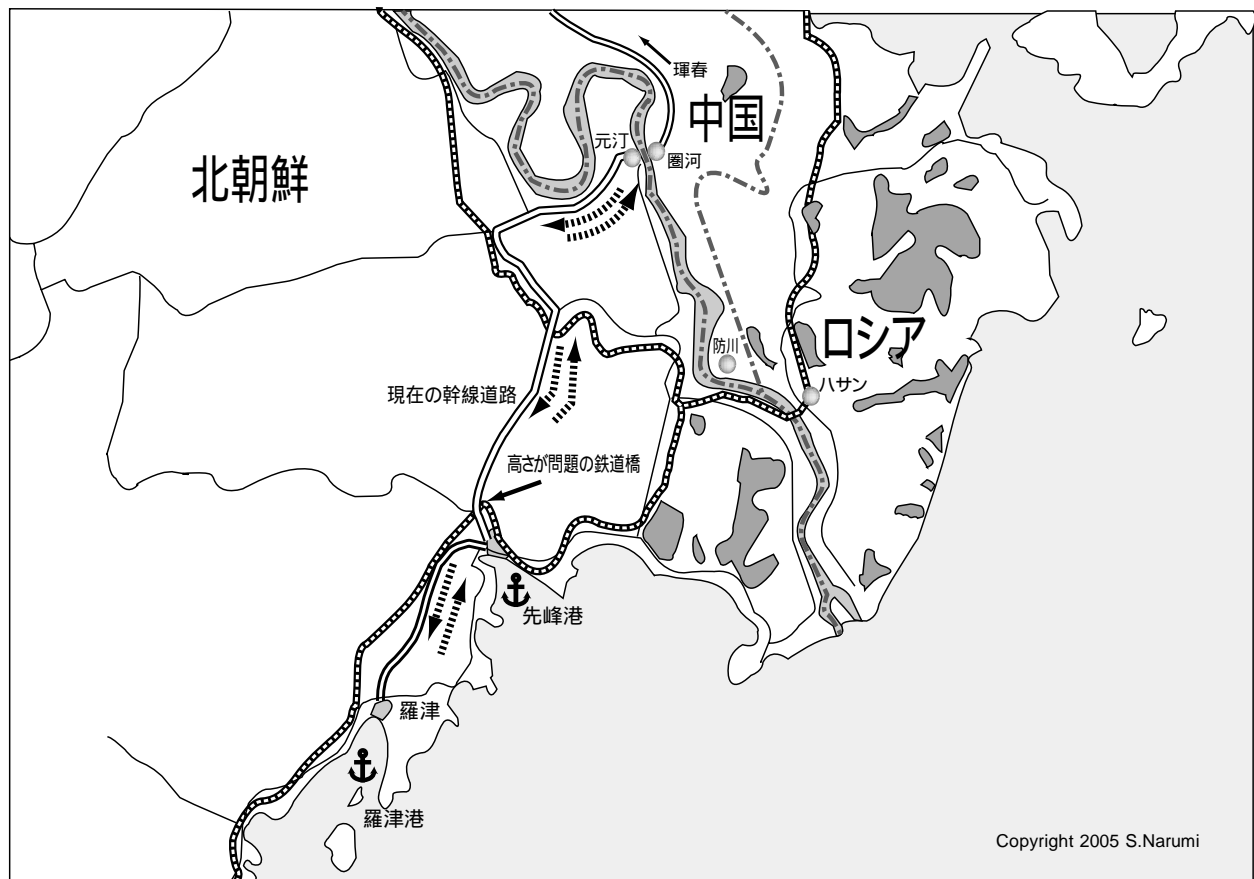 琿春
中国
元汀
圏河
北朝鮮
ロシア
防川
ハサン
現在の幹線道路
高さが問題の鉄道橋
先峰港
羅津
羅津港
Copyright 2005 S.Narumi